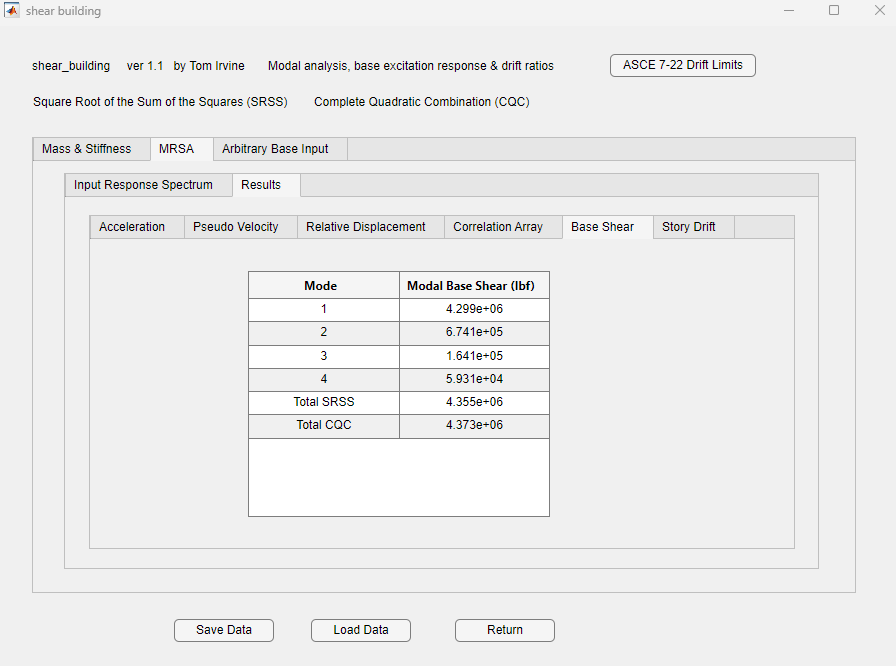 shear building
shear_building ver 1.1 by Tom Irvine Modal analysis, base excitation response & drift ratios ASCE 7-22 Drift Limits
Square Root of the Sum of the Squares (SRSS) Complete Quadratic Combination (CQC)
Mass & Stiffness MRSA Arbitrary Base Input
Input Response Spectrum Results
Acceleration Pseudo Velocity Relative Displacement Correlation Array Base Shear Story Drift
Mode Modal Base Shear (lbf)
1 4.299e+06
2 6.741e+05
3 1.641e+05
4 5.931e+04
Total SRSS 4.355e+06
Total CQC 4.373e+06
Save Data Load Data Return